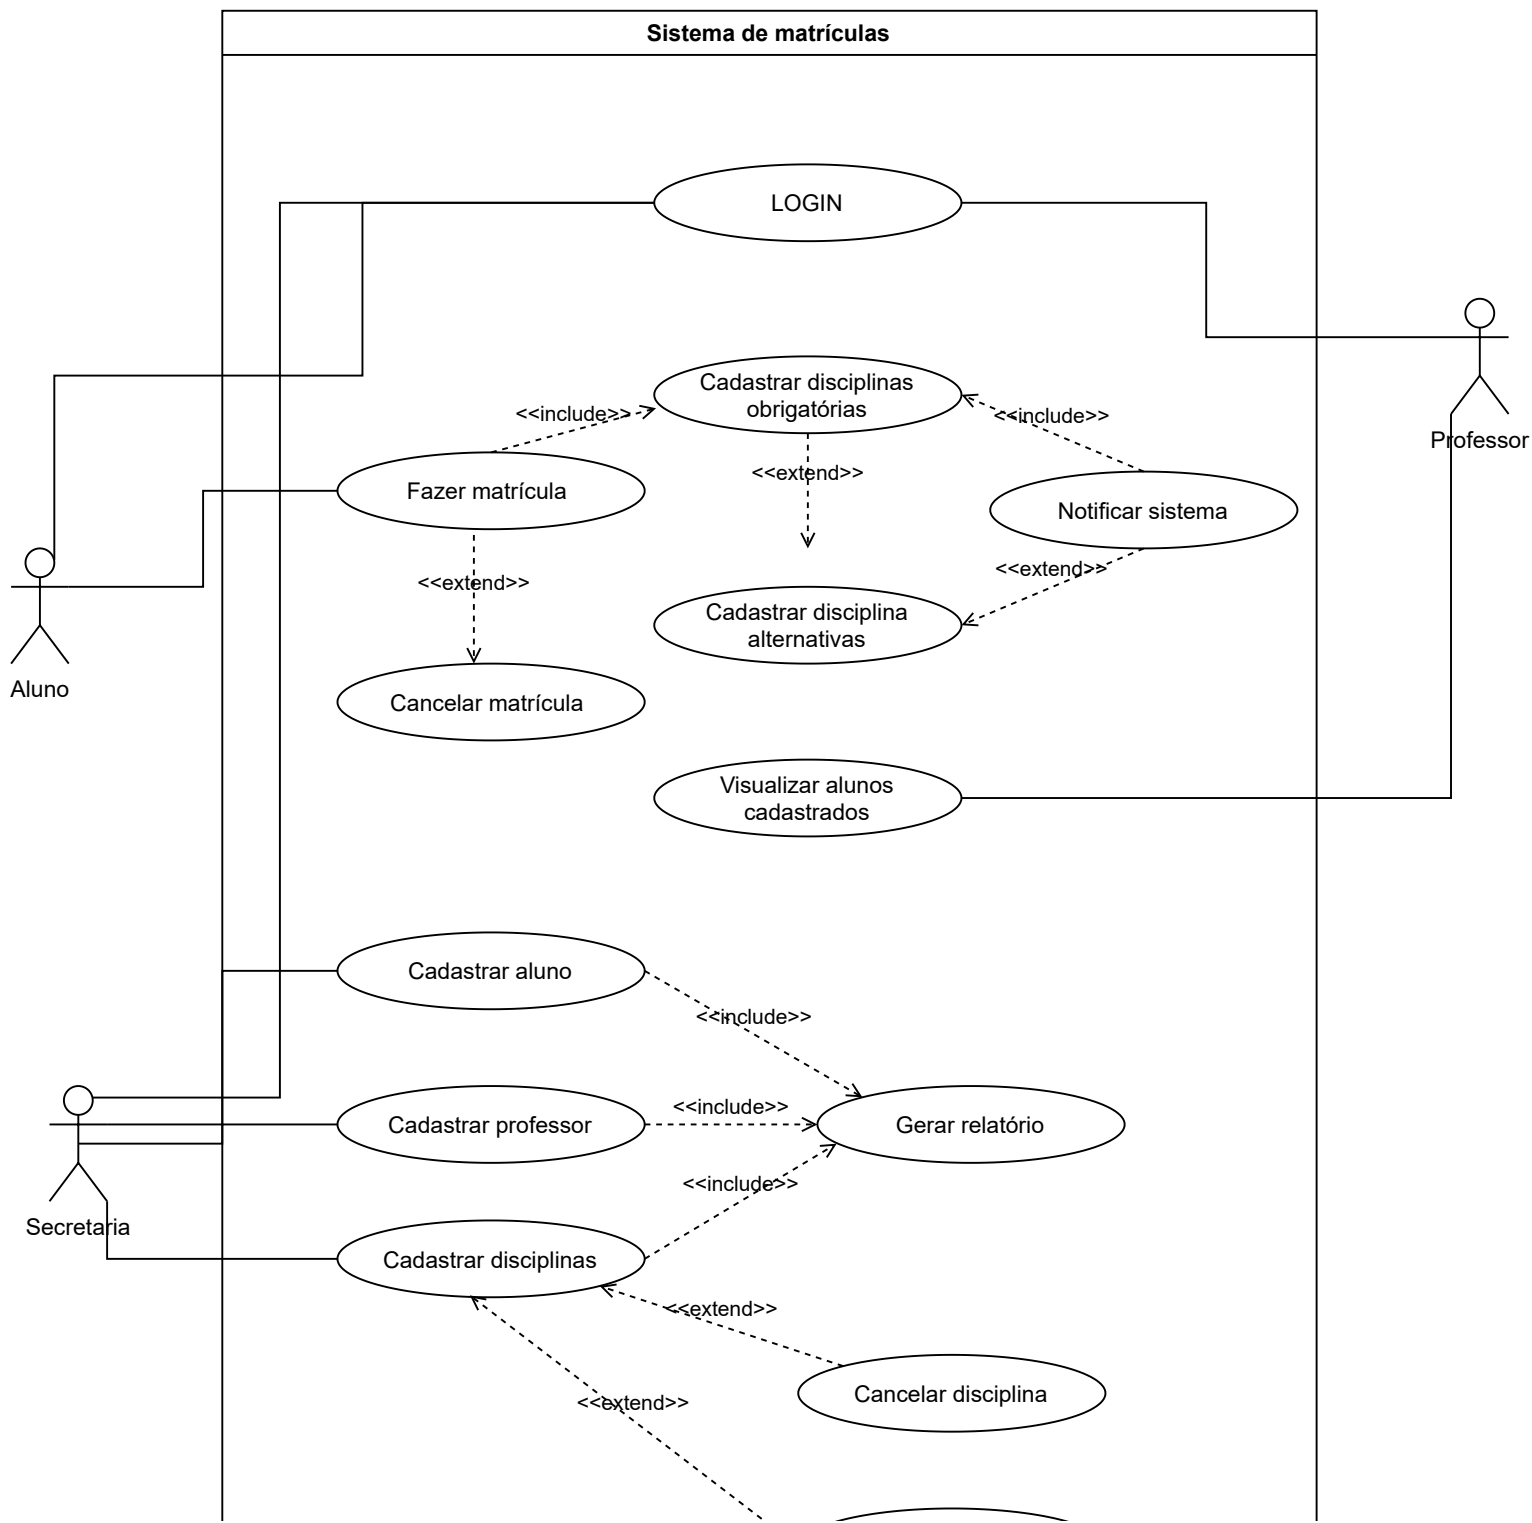 Sistema de matrículas
LOGIN
Cadastrar disciplinas
obrigatórias
<<include>>
<<include>>
Professor
<<extend>>
Fazer matrícula
Notificar sistema
<<extend>>
<<extend>>
Cadastrar disciplina
alternativas
Aluno
Cancelar matrícula
Visualizar alunos
cadastrados
Cadastrar aluno
<<include>>
<<include>>
Cadastrar professor
Gerar relatório
<<include>>
Secretaria
Cadastrar disciplinas
<<extend>>
Cancelar disciplina
<<extend>>